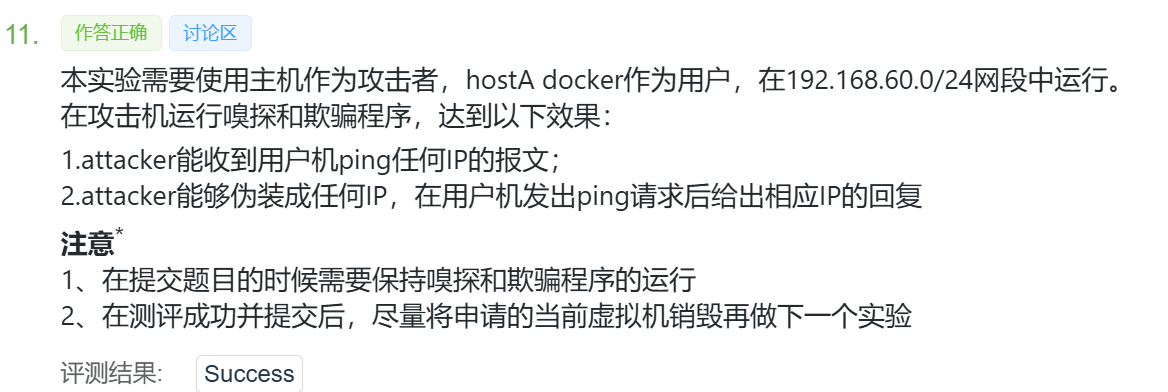 11. 作答正确 讨论区
本实验需要使用主机作为攻击者，hostA docker作为用户，在192.168.60.0/24网段中运行。
在攻击机运行嗅探和欺骗程序，达到以下效果：
1.attacker能收到用户机ping任何IP的报文；
2.attacker能够伪装成任何IP，在用户机发出ping请求后给出相应IP的回复
注意*
1、在提交题目的时候需要保持嗅探和欺骗程序的运行
2、在测评成功并提交后，尽量将申请的当前虚拟机销毁再做下一个实验
评测结果: Success